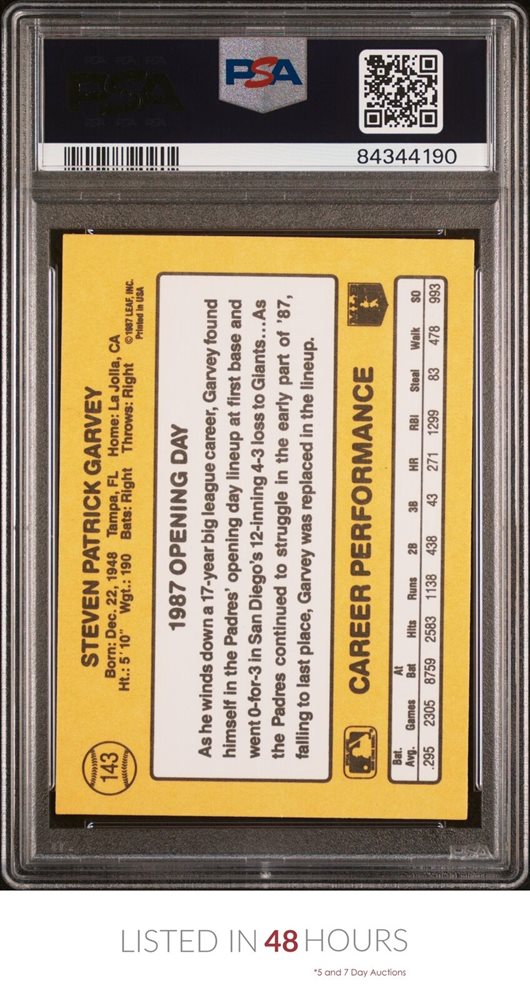 PSA
PSA
84344190
143
STEVEN PATRICK GARVEY
Born: Dec. 22, 1948 Tampa, FL Home: La Jolla, CA
Ht.: 5'10" Wgt.: 190 Bats: Right Throws: Right
©1987 LEAF, INC.
Printed in USA
1987 OPENING DAY
As he winds down a 17-year big league career, Garvey found
himself in the Padres' opening day lineup at first base and
went 0-for-3 in San Diego's 12-inning 4-3 loss to Giants...As
the Padres continued to struggle in the early part of '87,
falling to last place, Garvey was replaced in the lineup.
CAREER PERFORMANCE
Bat. Avg. Games At Bat Hits Runs 2B 3B HR RBI Steal Walk SO
.295 2305 8759 2583 1138 438 43 271 1299 83 478 993
PSA
LISTED IN 48 HOURS
*5 and 7 Day Auctions